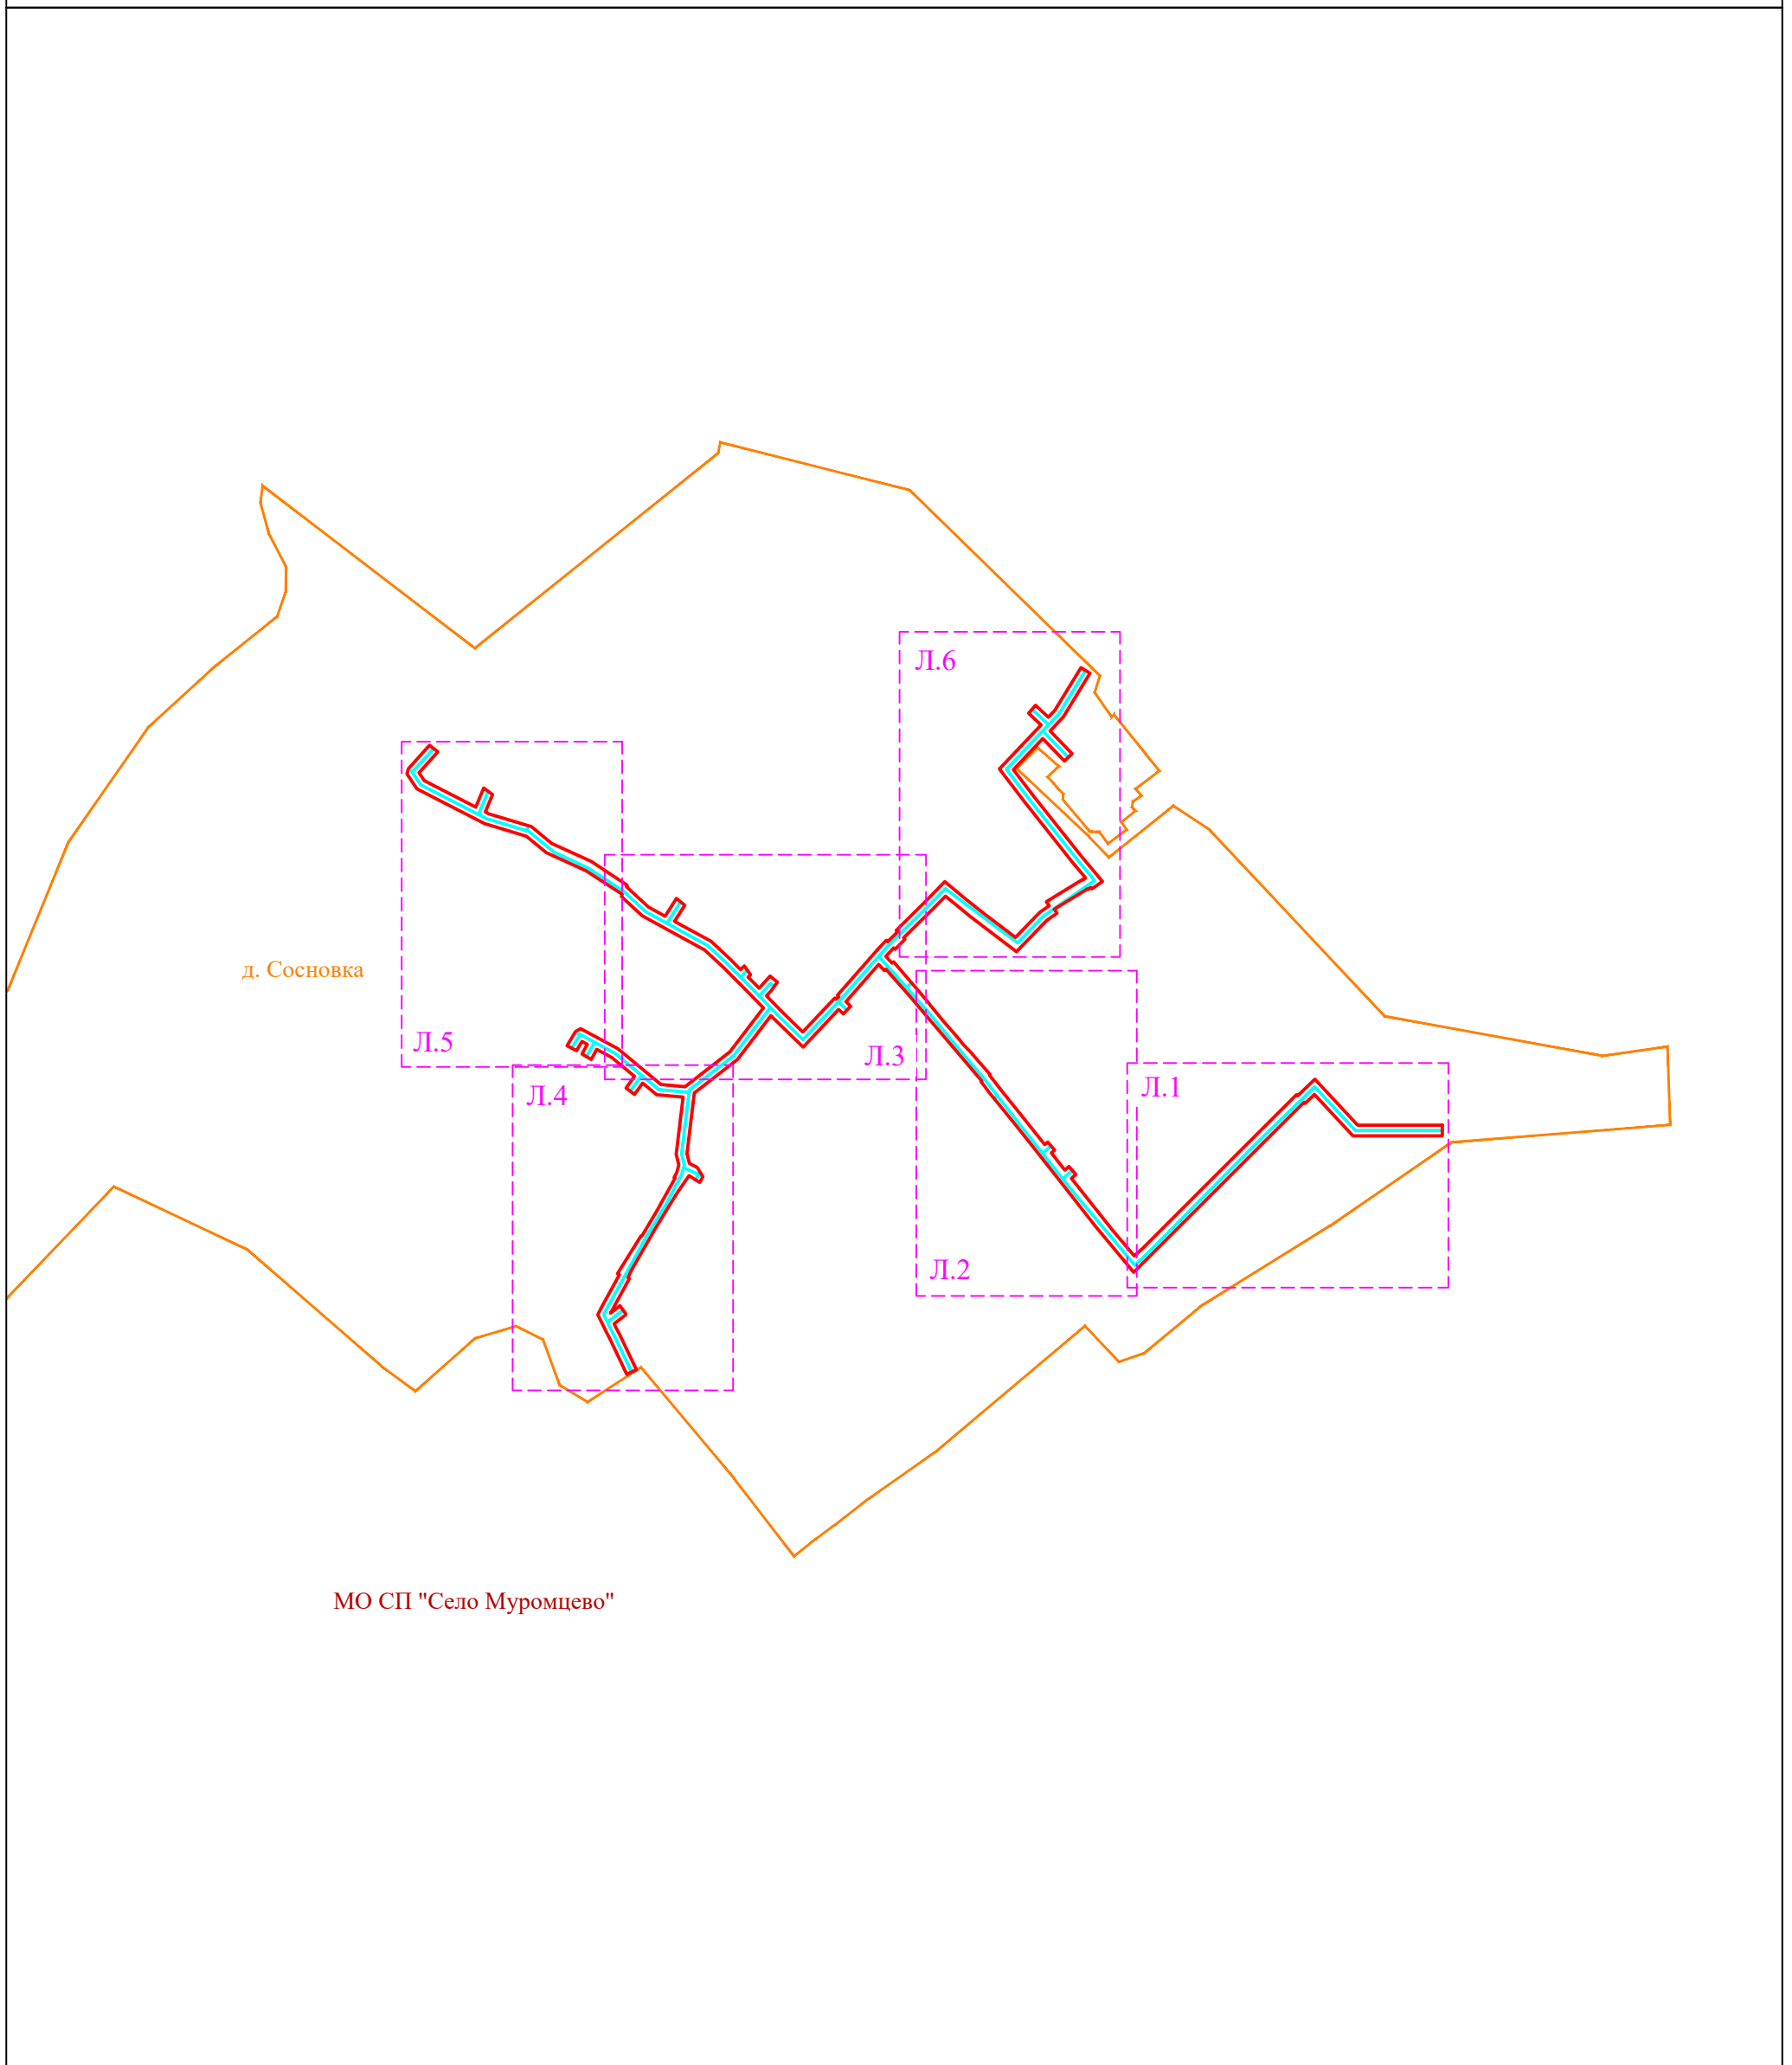 Л.6
д. Сосновка
Л.5
Л.3
Л.4
Л.1
Л.2
МО СП "Село Муромцево"